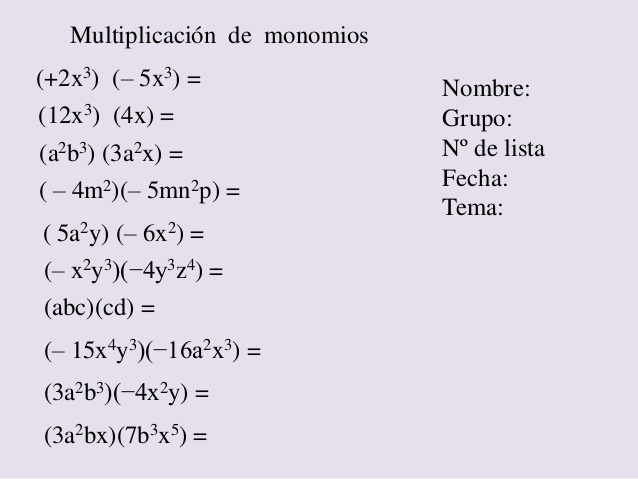 Multiplicación de monomios
(+2x³) (– 5x³) =
(12x³) (4x) =
(a²b³) (3a²x) =
( – 4m²)(– 5mn²p) =
( 5a²y) (– 6x²) =
(– x²y³)(−4y³z⁴) =
(abc)(cd) =
(– 15x⁴y³)(−16a²x³) =
(3a²b³)(−4x²y) =
(3a²bx)(7b³x⁵) =
Nombre:
Grupo:
Nº de lista
Fecha:
Tema: